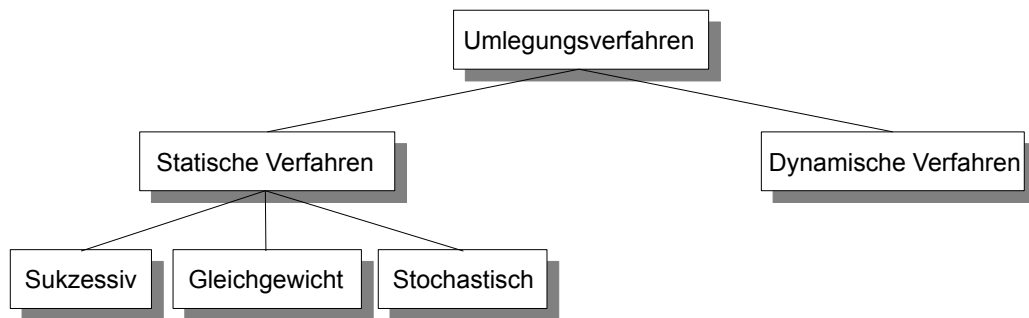 Umlegungsverfahren
Statische Verfahren
Dynamische Verfahren
Sukzessiv
Gleichgewicht
Stochastisch